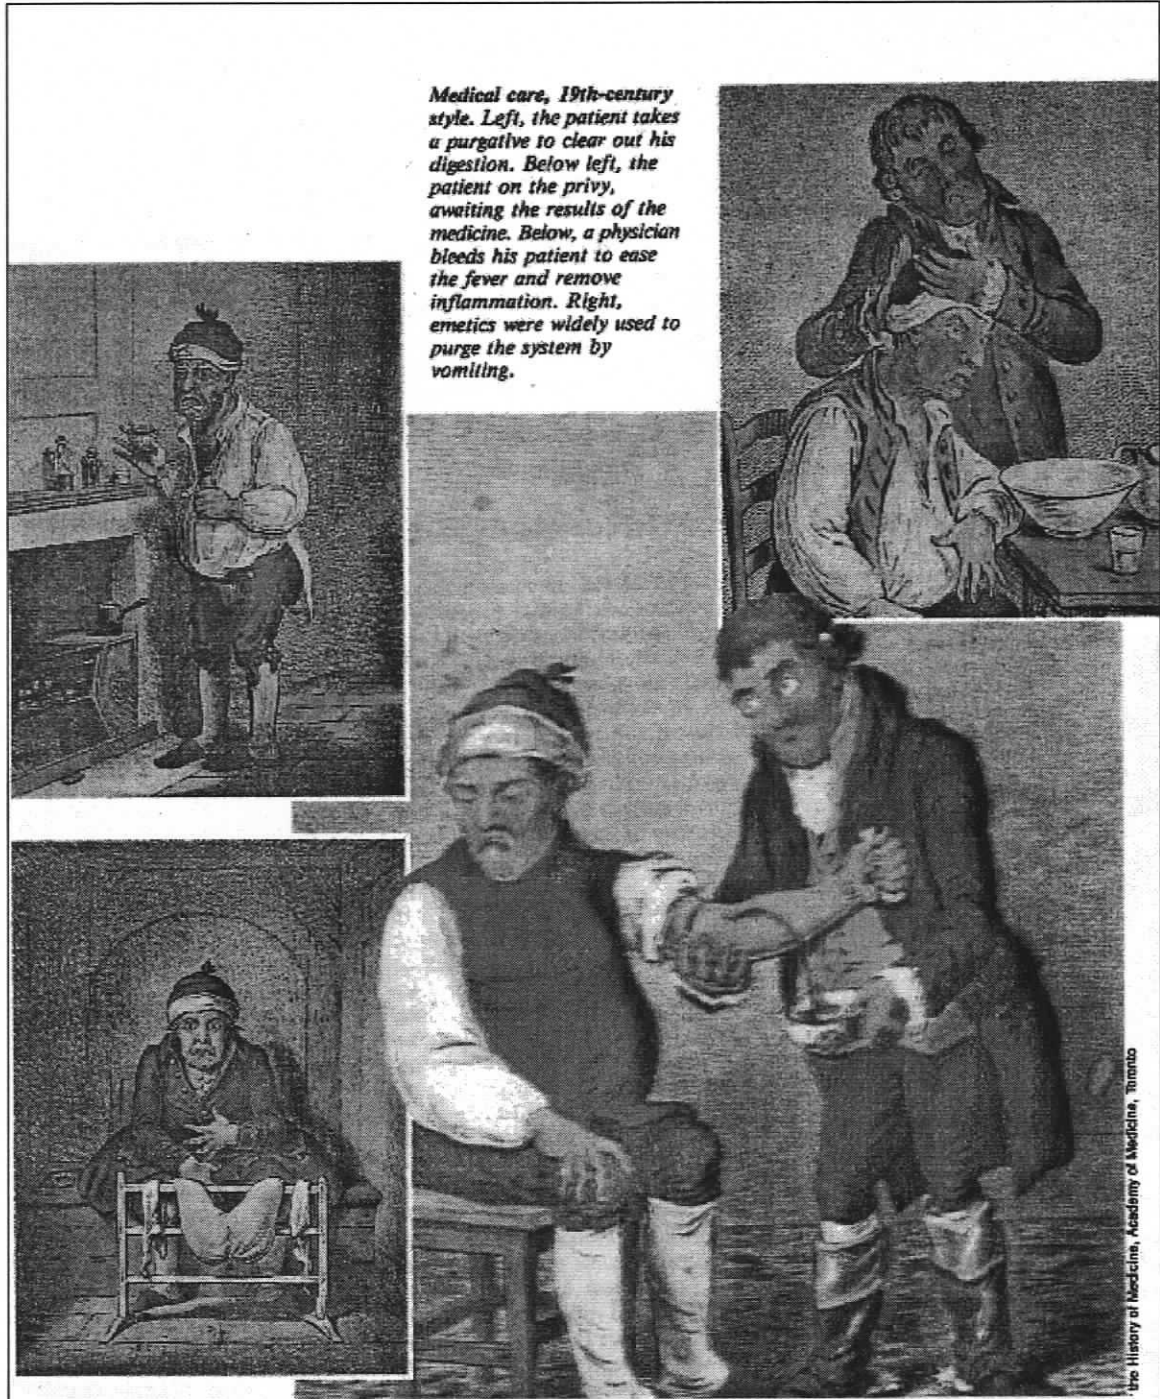 Medical care, 19th-century
style. Left, the patient takes
a purgative to clear out his
digestion. Below left, the
patient on the privy,
awaiting the results of the
medicine. Below, a physician
bleeds his patient to ease
the fever and remove
inflammation. Right,
emetics were widely used to
purge the system by
vomiting.
the History of Medicine, Academy of Medicine, Toronto